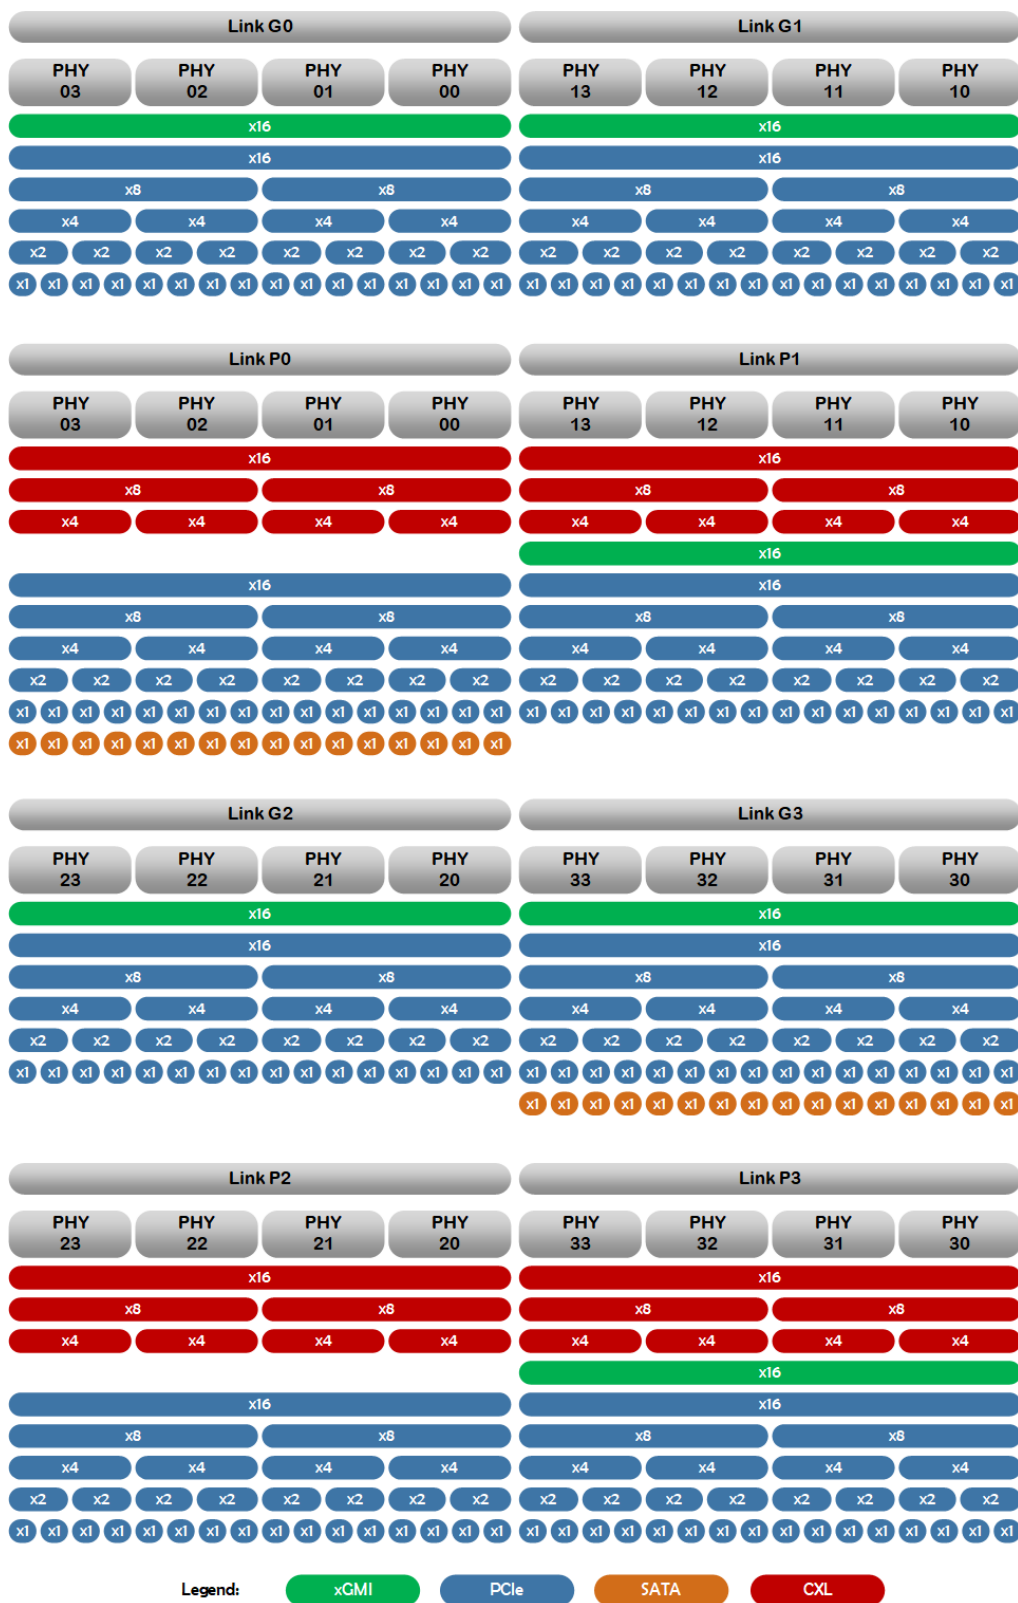 Link G0 Link G1
PHY 03 PHY 02 PHY 01 PHY 00 PHY 13 PHY 12 PHY 11 PHY 10
x16 x16
x16 x16
x8 x8 x8 x8
x4 x4 x4 x4 x4 x4 x4 x4
x2 x2 x2 x2 x2 x2 x2 x2 x2 x2 x2 x2 x2 x2 x2 x2
x1 x1 x1 x1 x1 x1 x1 x1 x1 x1 x1 x1 x1 x1 x1 x1 x1 x1 x1 x1 x1 x1 x1 x1 x1 x1 x1 x1 x1 x1 x1 x1
Link P0 Link P1
PHY 03 PHY 02 PHY 01 PHY 00 PHY 13 PHY 12 PHY 11 PHY 10
x16 x16
x8 x8 x8 x8
x4 x4 x4 x4 x4 x4 x4 x4
x16
x16 x16
x8 x8 x8 x8
x4 x4 x4 x4 x4 x4 x4 x4
x2 x2 x2 x2 x2 x2 x2 x2 x2 x2 x2 x2 x2 x2 x2 x2
x1 x1 x1 x1 x1 x1 x1 x1 x1 x1 x1 x1 x1 x1 x1 x1 x1 x1 x1 x1 x1 x1 x1 x1 x1 x1 x1 x1 x1 x1 x1 x1
x1 x1 x1 x1 x1 x1 x1 x1 x1 x1 x1 x1 x1 x1 x1 x1
Link G2 Link G3
PHY 23 PHY 22 PHY 21 PHY 20 PHY 33 PHY 32 PHY 31 PHY 30
x16 x16
x16 x16
x8 x8 x8 x8
x4 x4 x4 x4 x4 x4 x4 x4
x2 x2 x2 x2 x2 x2 x2 x2 x2 x2 x2 x2 x2 x2 x2 x2
x1 x1 x1 x1 x1 x1 x1 x1 x1 x1 x1 x1 x1 x1 x1 x1 x1 x1 x1 x1 x1 x1 x1 x1 x1 x1 x1 x1 x1 x1 x1 x1
x1 x1 x1 x1 x1 x1 x1 x1 x1 x1 x1 x1 x1 x1 x1 x1
Link P2 Link P3
PHY 23 PHY 22 PHY 21 PHY 20 PHY 33 PHY 32 PHY 31 PHY 30
x16 x16
x8 x8 x8 x8
x4 x4 x4 x4 x4 x4 x4 x4
x16
x16 x16
x8 x8 x8 x8
x4 x4 x4 x4 x4 x4 x4 x4
x2 x2 x2 x2 x2 x2 x2 x2 x2 x2 x2 x2 x2 x2 x2 x2
x1 x1 x1 x1 x1 x1 x1 x1 x1 x1 x1 x1 x1 x1 x1 x1 x1 x1 x1 x1 x1 x1 x1 x1 x1 x1 x1 x1 x1 x1 x1 x1
Legend: xGMI PCIe SATA CXL